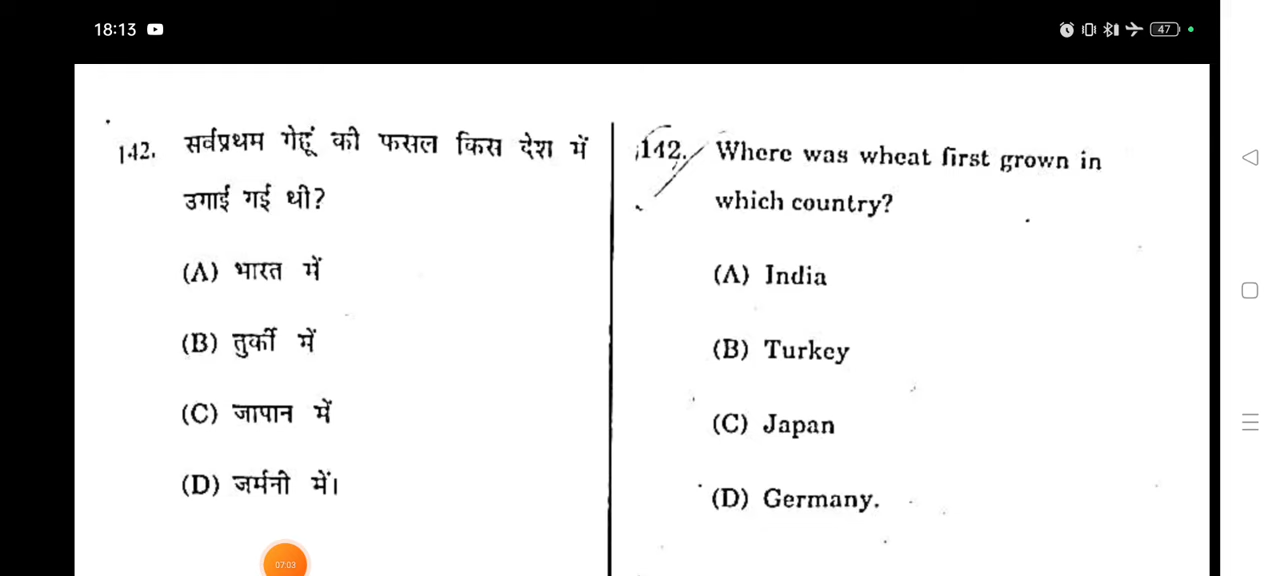 18:13
47
142. सर्वप्रथम गेहूं की फसल किस देश में
उगाई गई थी?
(A) भारत में
(B) तुर्की में
(C) जापान में
(D) जर्मनी में।
142. Where was wheat first grown in
which country?
(A) India
(B) Turkey
(C) Japan
(D) Germany.
07:03